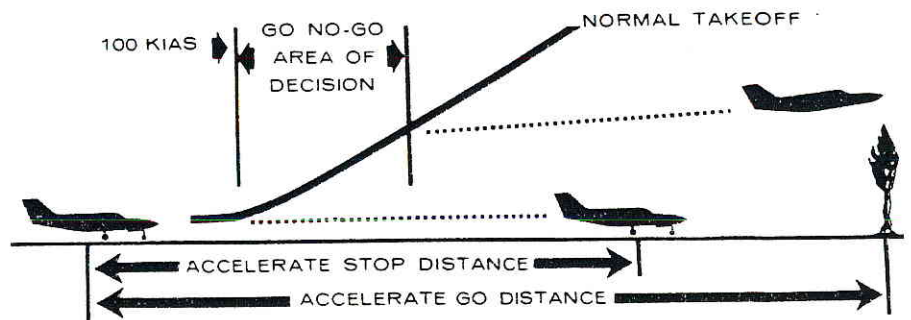 NORMAL TAKEOFF
100 KIAS
GO NO-GO
AREA OF
DECISION
ACCELERATE STOP DISTANCE
ACCELERATE GO DISTANCE